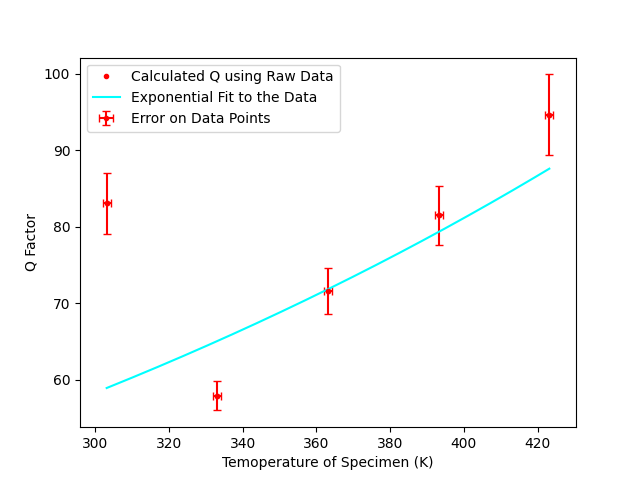 Calculated Q using Raw Data
Exponential Fit to the Data
Error on Data Points
Q Factor
100
90
80
70
60
300
320
340
360
380
400
420
Temoperature of Specimen (K)